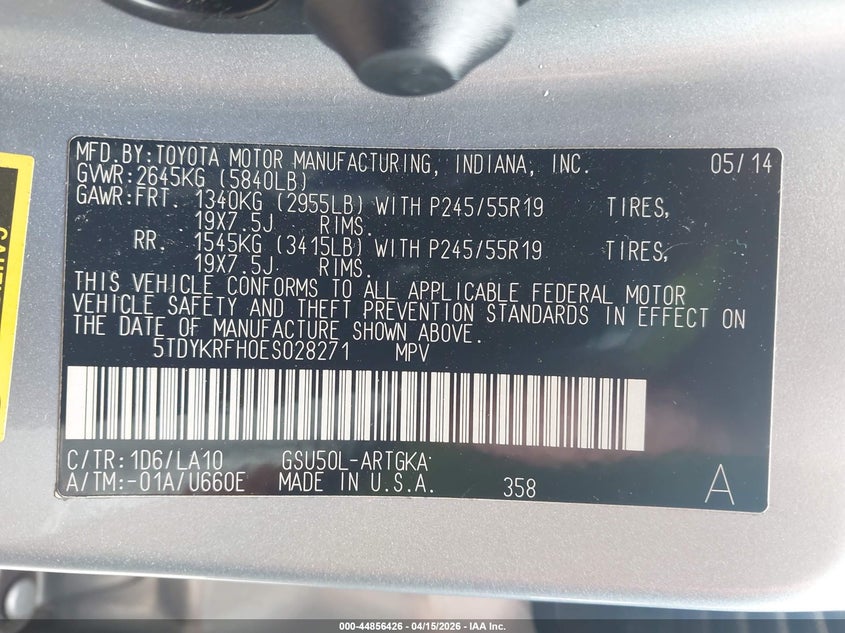 MFD.BY:TOYOTA MOTOR MANUFACTURING, INDIANA, INC. 05/14
GVWR:2645KG (5840LB)
GAWR:FRT. 1340KG (2955LB) WITH P245/55R19 TIRES,
19X7.5J RIMS.
RR. 1545KG (3415LB) WITH P245/55R19 TIRES,
19X7.5J RIMS.
THIS VEHICLE CONFORMS TO ALL APPLICABLE FEDERAL MOTOR
VEHICLE SAFETY AND THEFT PREVENTION STANDARDS IN EFFECT ON
THE DATE OF MANUFACTURE SHOWN ABOVE.
5TDYKRFH0ES028271 MPV
C/TR:1D6/LA10 GSU50L-ARTGKA
A/TM:-01A/U660E MADE IN U.S.A. 358 A
000-44856426 - 04/15/2026 - IAA Inc.